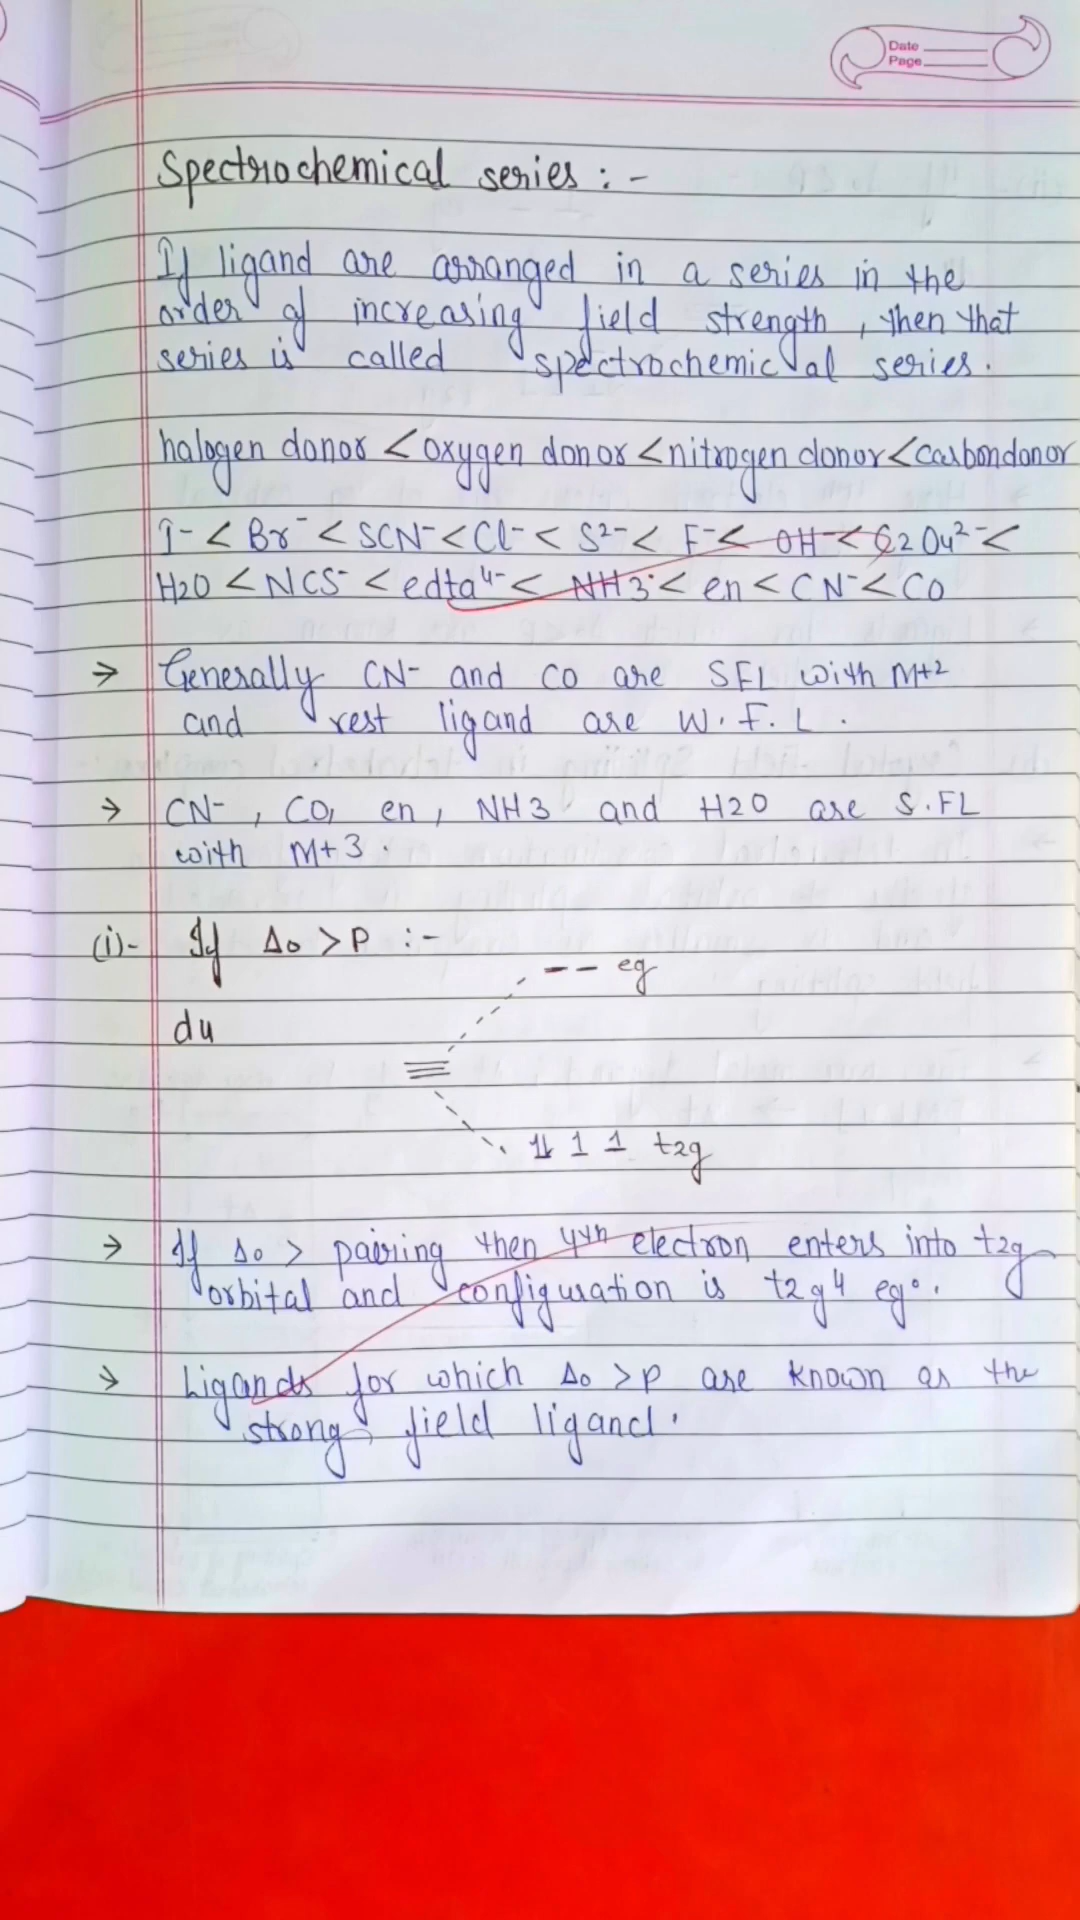 Date
Page
Spectrochemical series : -
If ligand are arranged in a series in the
order of increasing field strength , then that
series is called spectrochemical series.
halogen donor < oxygen donor < nitrogen donor < carbon donor
I- < Br- < SCN- < Cl- < S2- < F- < OH- < C2O42- <
H2O < NCS- < edta4- < NH3 < en < CN- < CO
→ Generally CN- and CO are SFL with M+2
and rest ligand are W.F.L.
→ CN-, CO, en, NH3 and H2O are S.FL
with M+3.
(i)- If Δo > P :-
-- eg
d4
1⇂ 1 1 t2g
→ If Δo > pairing then 4th electron enters into t2g
orbital and configuration is t2g4 eg°.
→ Ligands for which Δo > P are known as the
strong field ligand.